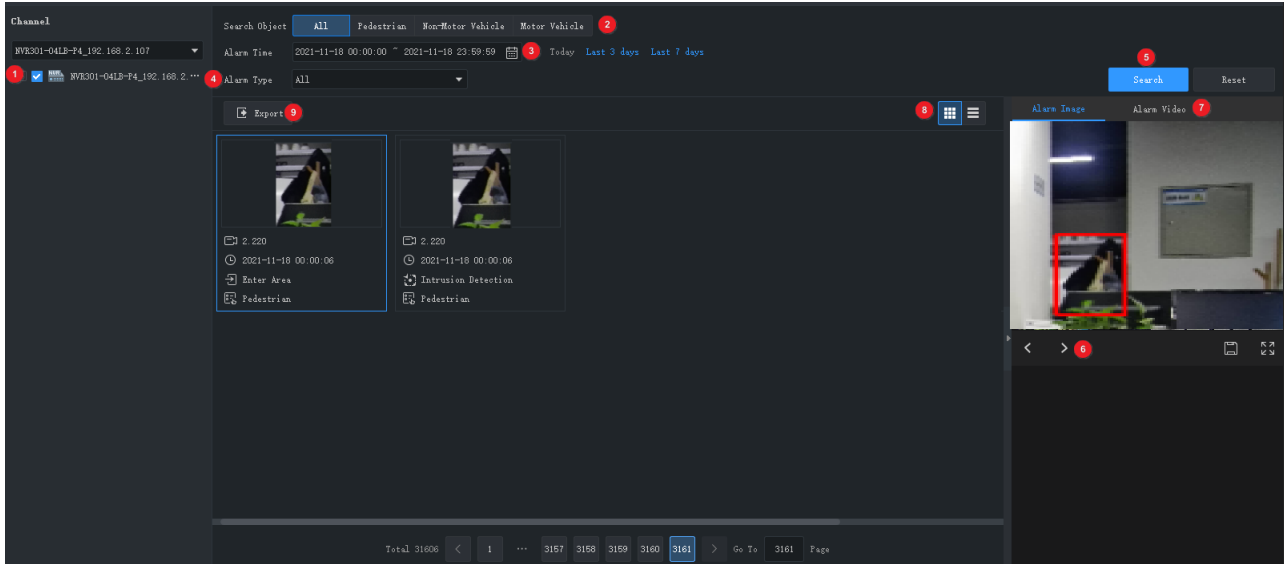 Channel
NVR301-04LB-P4_192.168.2.107
1 NVR NVR301-04LB-P4_192.168.2.···
Search Object All Pedestrian Non-Motor Vehicle Motor Vehicle 2
Alarm Time 2021-11-18 00:00:00 ~ 2021-11-18 23:59:59 3 Today Last 3 days Last 7 days
4 Alarm Type All
5
Search Reset
Export 9
8
Alarm Image Alarm Video 7
2.220
2021-11-18 00:00:06
Enter Area
Pedestrian
2.220
2021-11-18 00:00:06
Intrusion Detection
Pedestrian
< > 6
Total 31606 < 1 ··· 3157 3158 3159 3160 3161 > Go To 3161 Page